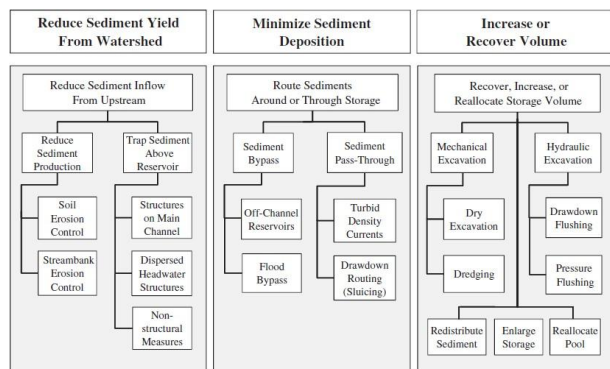 Reduce Sediment Yield
From Watershed
Reduce Sediment Inflow
From Upstream
Reduce
Sediment
Production
Trap Sediment
Above
Reservoir
Soil
Erosion
Control
Streambank
Erosion
Control
Structures
on Main
Channel
Dispersed
Headwater
Structures
Non-
structural
Measures
Minimize Sediment
Deposition
Route Sediments
Around or Through Storage
Sediment
Bypass
Sediment
Pass-Through
Off-Channel
Reservoirs
Flood
Bypass
Turbid
Density
Currents
Drawdown
Routing
(Sluicing)
Increase or
Recover Volume
Recover, Increase, or
Reallocate Storage Volume
Mechanical
Excavation
Hydraulic
Excavation
Dry
Excavation
Dredging
Drawdown
Flushing
Pressure
Flushing
Redistribute
Sediment
Enlarge
Storage
Reallocate
Pool